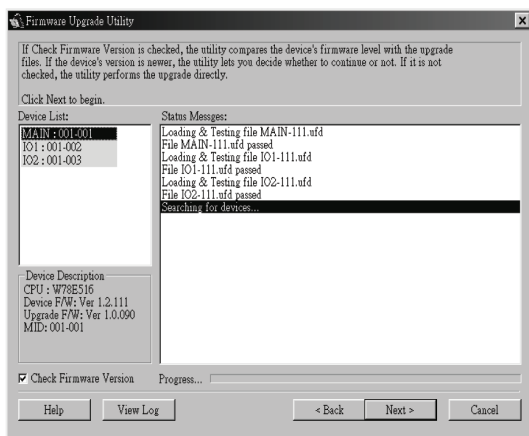 Firmware Upgrade Utility
If Check Firmware Version is checked, the utility compares the device's firmware level with the upgrade
files. If the device's version is newer, the utility lets you decide whether to continue or not. If it is not
checked, the utility performs the upgrade directly.
Click Next to begin.
Device List:
MAIN : 001-001
IO1 : 001-002
IO2 : 001-003
Status Messges:
Loading & Testing file MAIN-111.ufd
File MAIN-111.ufd passed
Loading & Testing file IO1-111.ufd
File IO1-111.ufd passed
Loading & Testing file IO2-111.ufd
File IO2-111.ufd passed
Searching for devices...
Device Description
CPU : W78E516
Device F/W: Ver 1.2.111
Upgrade F/W: Ver 1.0.090
MID: 001-001
Check Firmware Version
Progress...
Help
View Log
< Back
Next >
Cancel